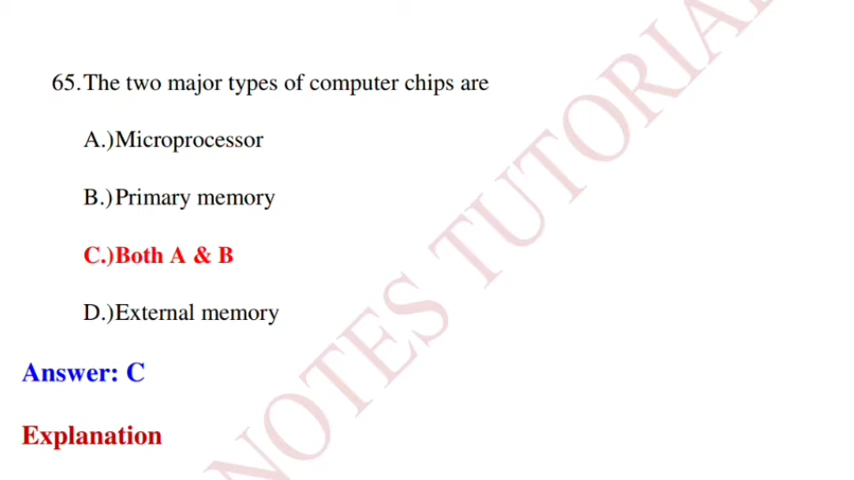 65.The two major types of computer chips are
A.)Microprocessor
B.)Primary memory
C.)Both A & B
D.)External memory
Answer: C
Explanation
NOTES TUTORIAL